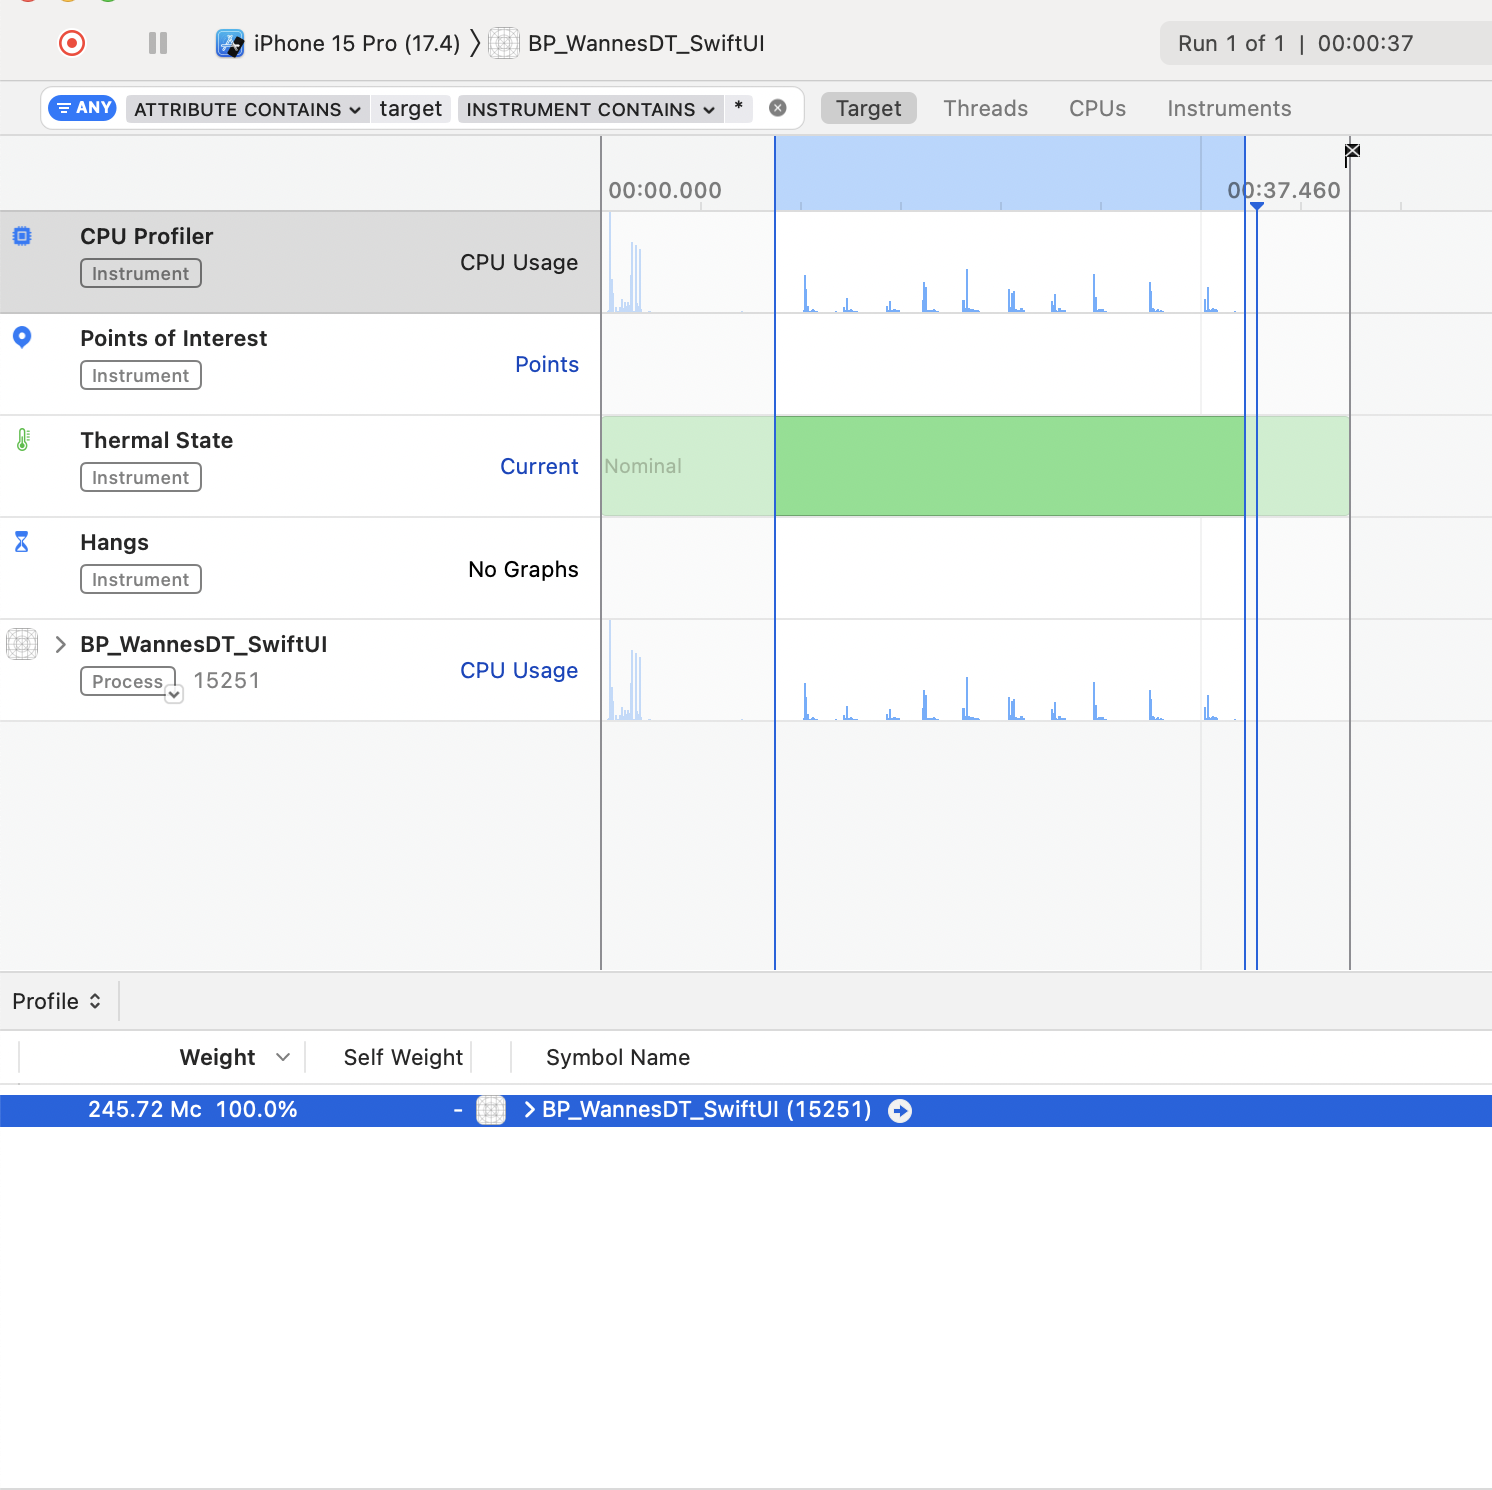 iPhone 15 Pro (17.4) BP_WannesDT_SwiftUI Run 1 of 1 | 00:00:37
ANY ATTRIBUTE CONTAINS target INSTRUMENT CONTAINS * Target Threads CPUs Instruments
00:00.000 00:37.460
CPU Profiler
Instrument
CPU Usage
Points of Interest
Instrument
Points
Thermal State
Instrument
Current
Nominal
Hangs
Instrument
No Graphs
BP_WannesDT_SwiftUI
Process 15251
CPU Usage
Profile
Weight Self Weight Symbol Name
245.72 Mc 100.0% - BP_WannesDT_SwiftUI (15251)